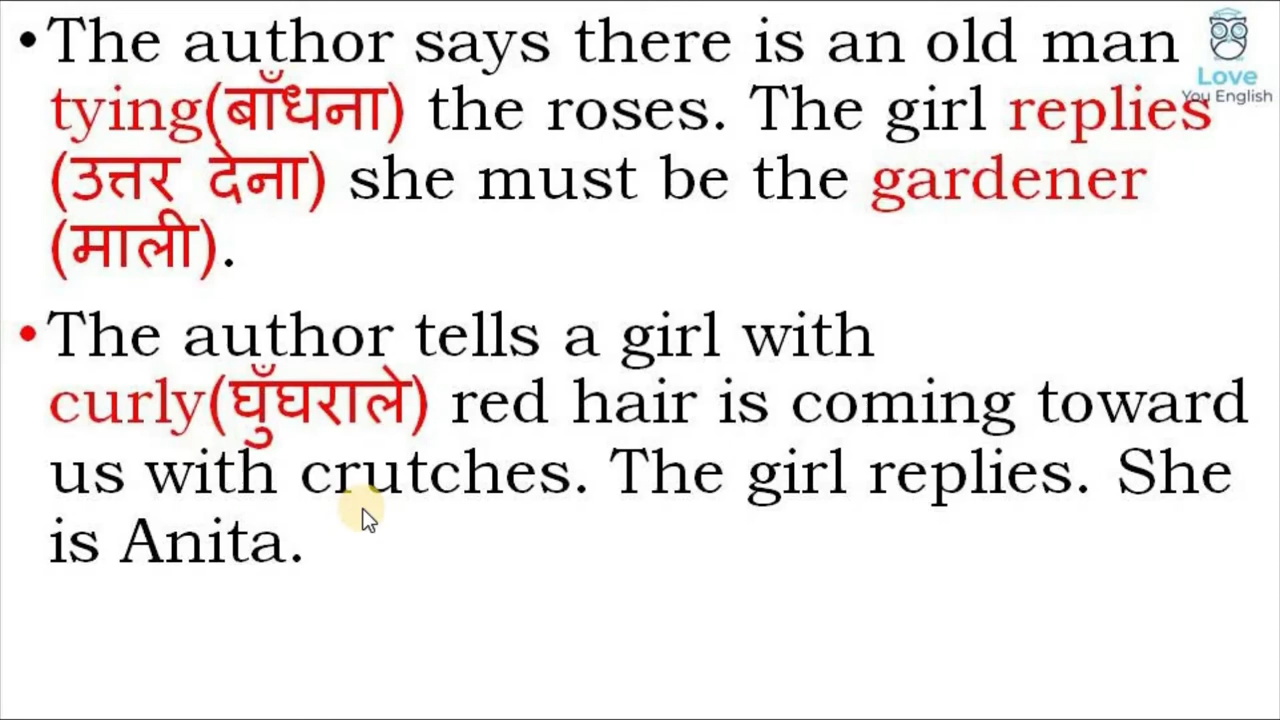 • The author says there is an old man
tying(बाँधना) the roses. The girl replies
(उत्तर देना) she must be the gardener
(माली).
• The author tells a girl with
curly(घुँघराले) red hair is coming toward
us with crutches. The girl replies. She
is Anita.
Love
You English